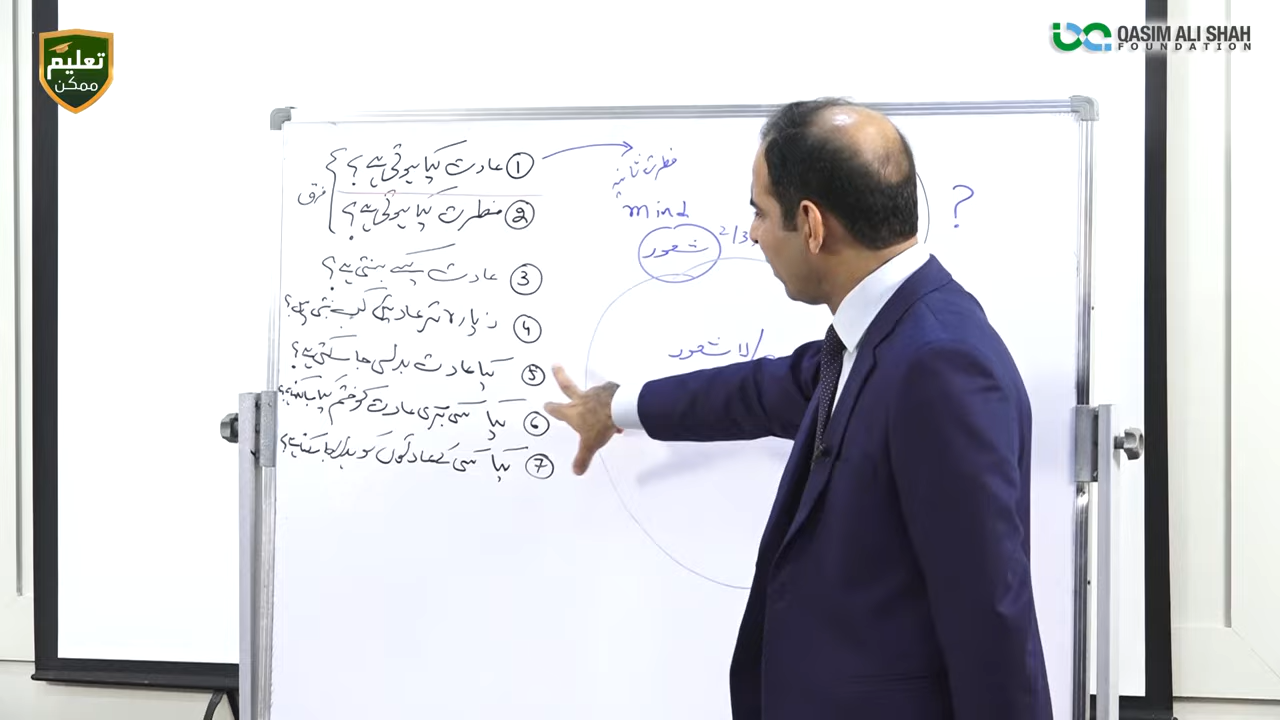 تعلیم
ممکن
QASIM ALI SHAH
FOUNDATION
① عادت کیا ہوتی ہے؟
فرق
② فطرت کیا ہوتی ہے؟
③ عادت کیسے بنتی ہے؟
④ زیادہ تر عادتیں کب بنتی ہیں؟
⑤ کیا عادت بدلی جا سکتی ہے؟
⑥ کیا کسی بری عادت کو ختم کیا جا سکتا ہے؟
⑦ کیا کسی کے عادتوں کو بدلا جا سکتا ہے؟
فطرت ثانیہ
mind
شعور
2/3
لا شعور
?